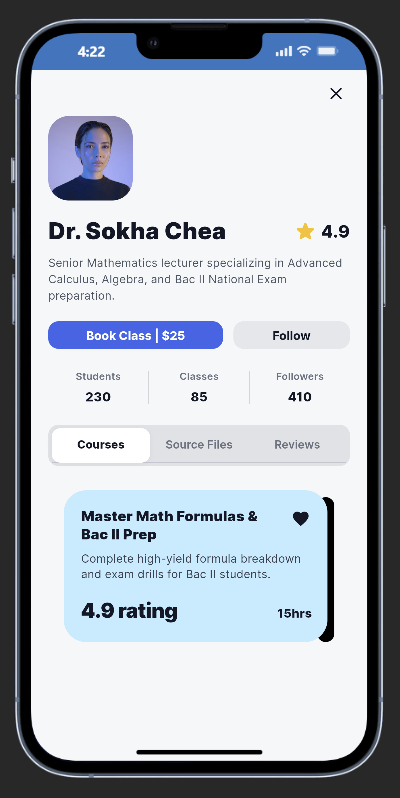 4:22
Dr. Sokha Chea
4.9
Senior Mathematics lecturer specializing in Advanced
Calculus, Algebra, and Bac II National Exam
preparation.
Book Class | $25
Follow
Students
Classes
Followers
230
85
410
Courses
Source Files
Reviews
Master Math Formulas &
Bac II Prep
Complete high-yield formula breakdown
and exam drills for Bac II students.
4.9 rating
15hrs